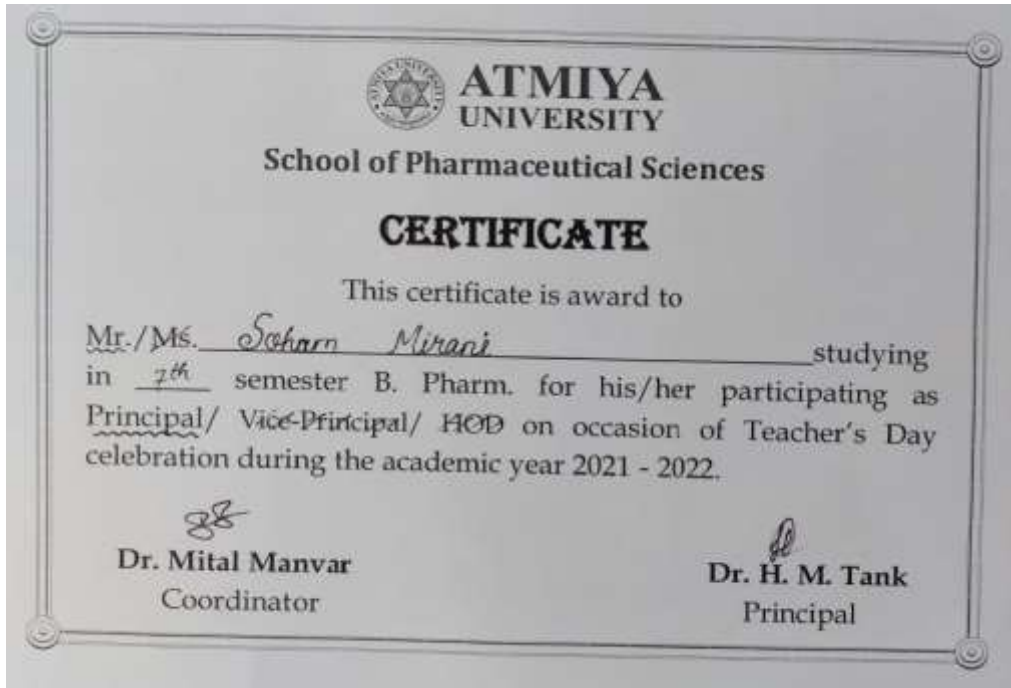 ATMIYA
UNIVERSITY
School of Pharmaceutical Sciences
CERTIFICATE
This certificate is award to
Mr./Ms. Soham Mirani studying
in 7th semester B. Pharm. for his/her participating as
Principal/ Vice-Principal/ HOD on occasion of Teacher's Day
celebration during the academic year 2021 - 2022.
Dr. Mital Manvar
Coordinator
Dr. H. M. Tank
Principal